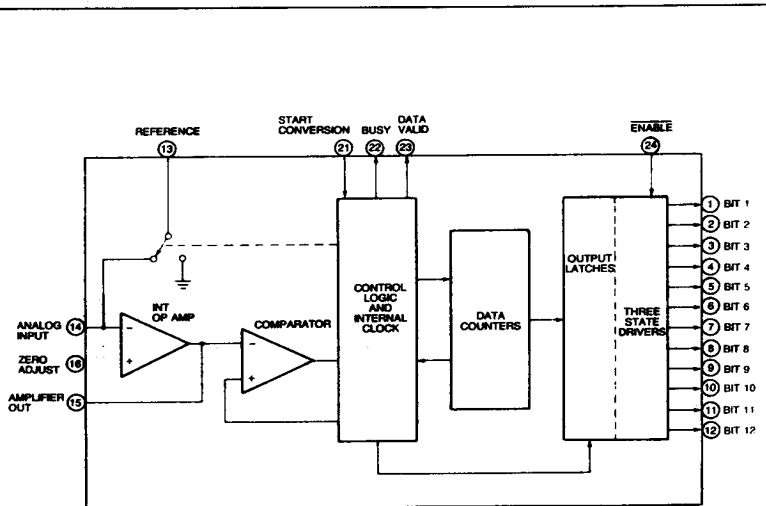 REFERENCE
13
START
CONVERSION
21
BUSY
22
DATA
VALID
23
ENABLE
24
1 BIT 1
2 BIT 2
3 BIT 3
4 BIT 4
5 BIT 5
6 BIT 6
7 BIT 7
8 BIT 8
9 BIT 9
10 BIT 10
11 BIT 11
12 BIT 12
OUTPUT
LATCHES
THREE
STATE
DRIVERS
DATA
COUNTERS
CONTROL
LOGIC
AND
INTERNAL
CLOCK
COMPARATOR
-
+
INT
OP AMP
-
+
ANALOG
INPUT
14
ZERO
ADJUST
16
AMPLIFIER
OUT
15